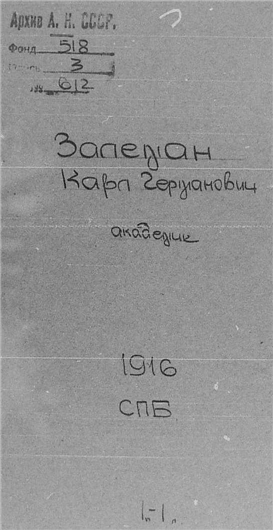 Архив А. Н. СССР.
Фонд 518
3
№ 612
Залеман
Карл Германович
академик
1916
СПБ